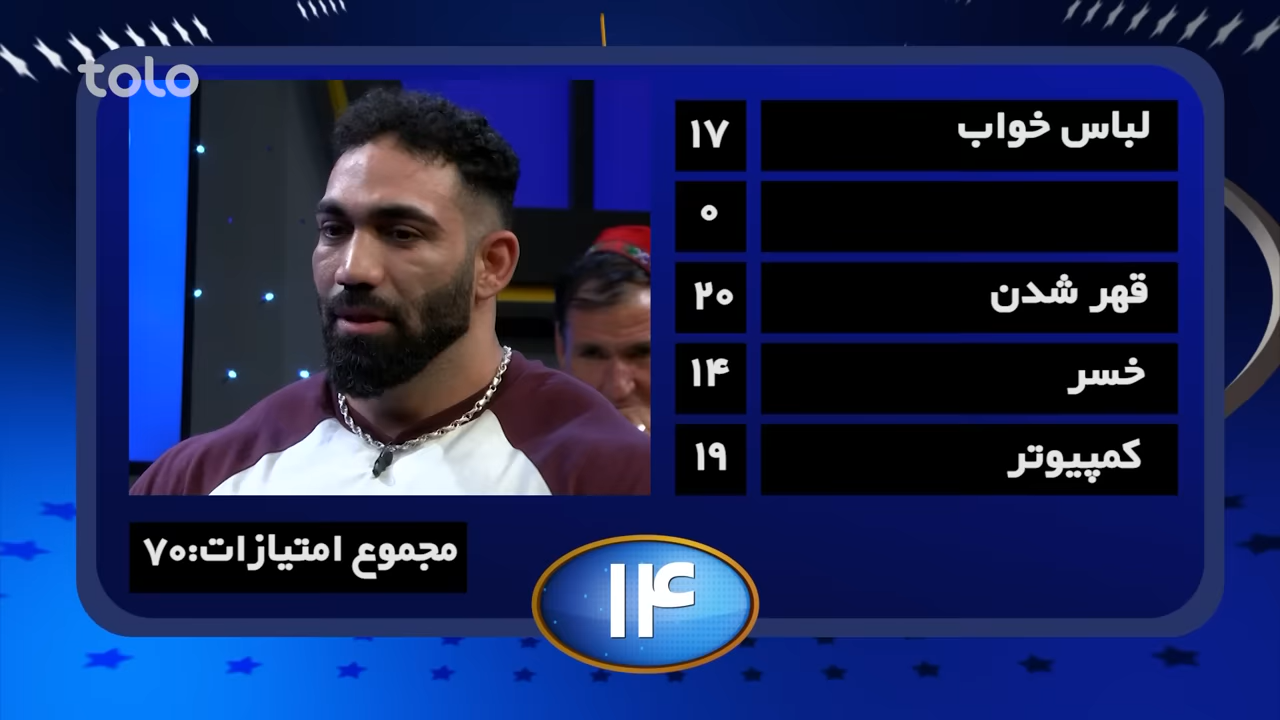 tolo
لباس خواب ۱۷
۰
قهر شدن ۲۰
خسر ۱۴
کمپیوتر ۱۹
مجموع امتیازات:۷۰
۱۴